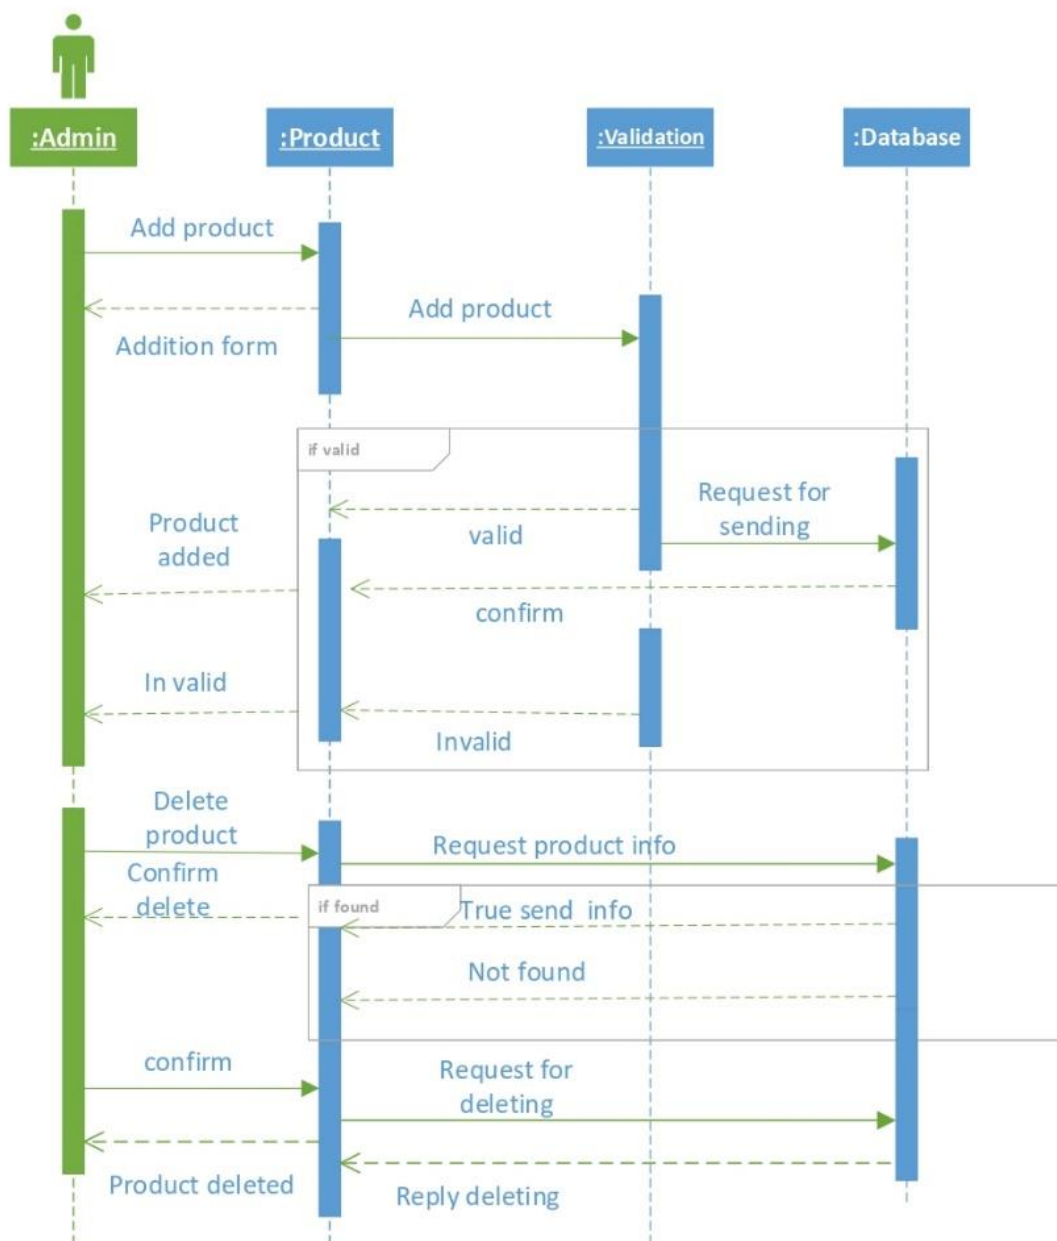 :Admin
:Product
:Validation
:Database
Add product
Add product
Addition form
if valid
Request for
sending
Product
added
valid
confirm
In valid
Invalid
Delete
product
Request product info
Confirm
delete
if found
True send info
Not found
confirm
Request for
deleting
Product deleted
Reply deleting